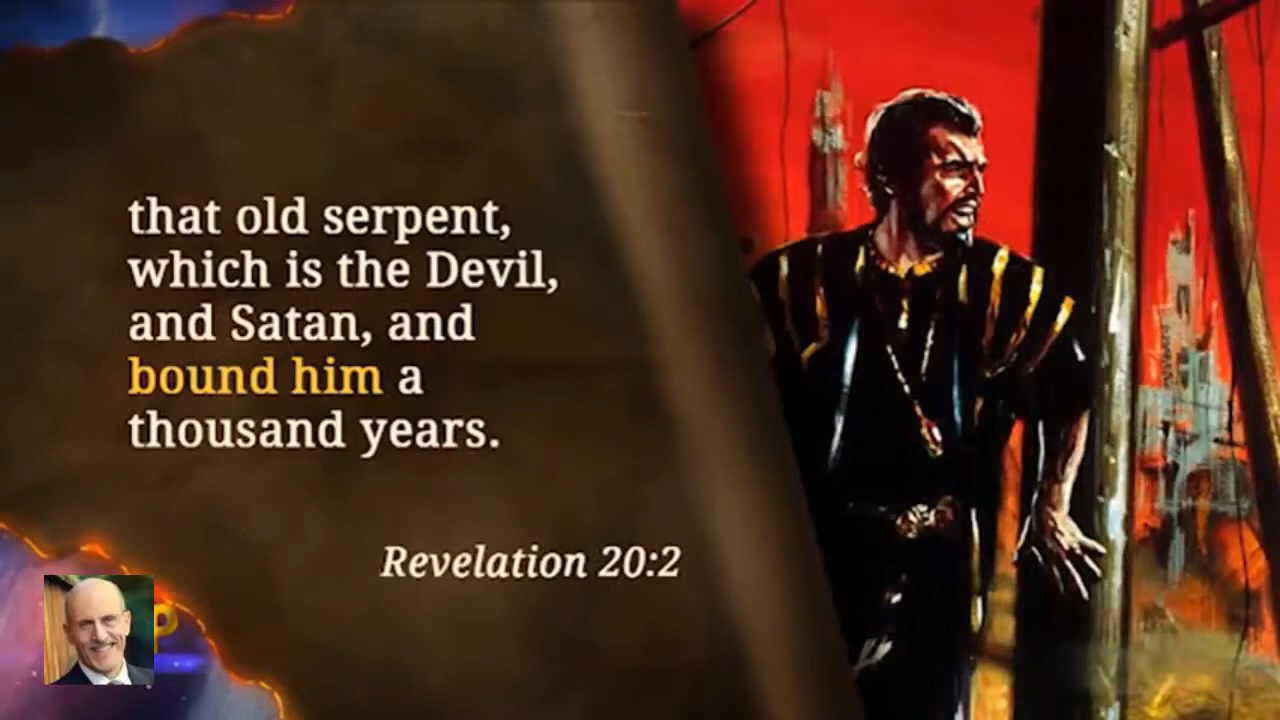 that old serpent,
which is the Devil,
and Satan, and
bound him a
thousand years.
Revelation 20:2